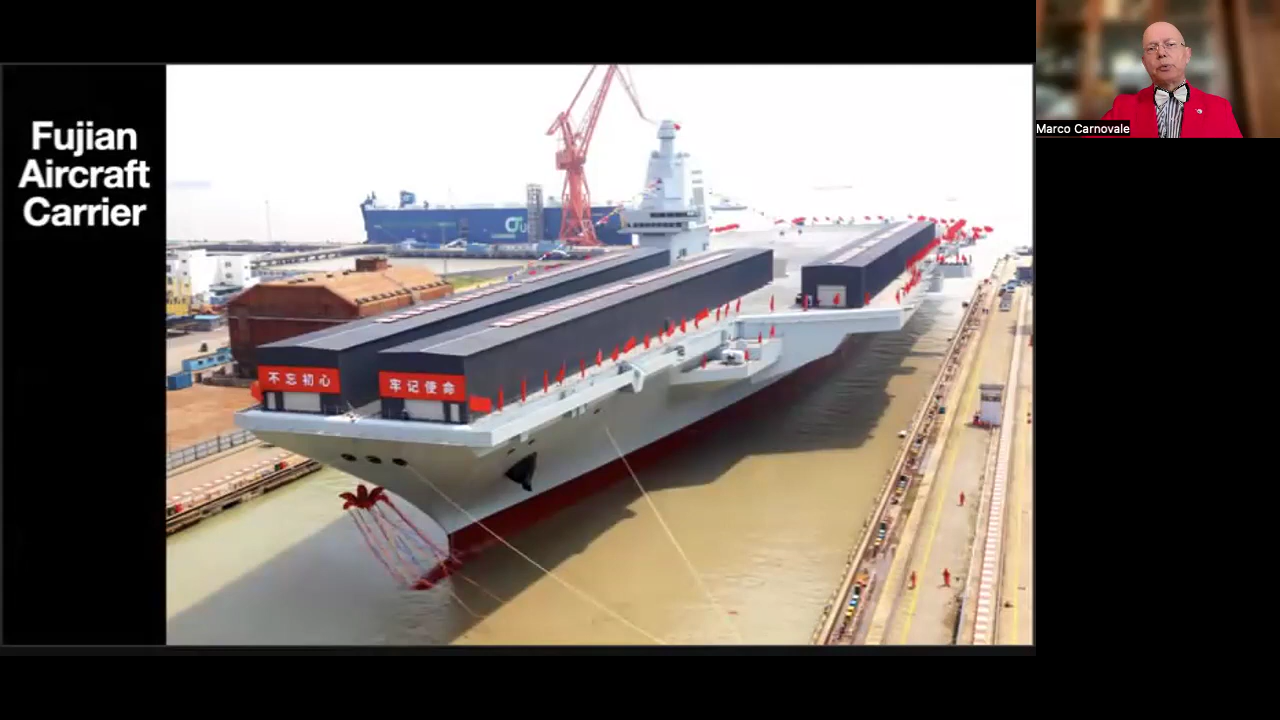 Fujian
Aircraft
Carrier
不忘初心
牢记使命
Marco Carnovale